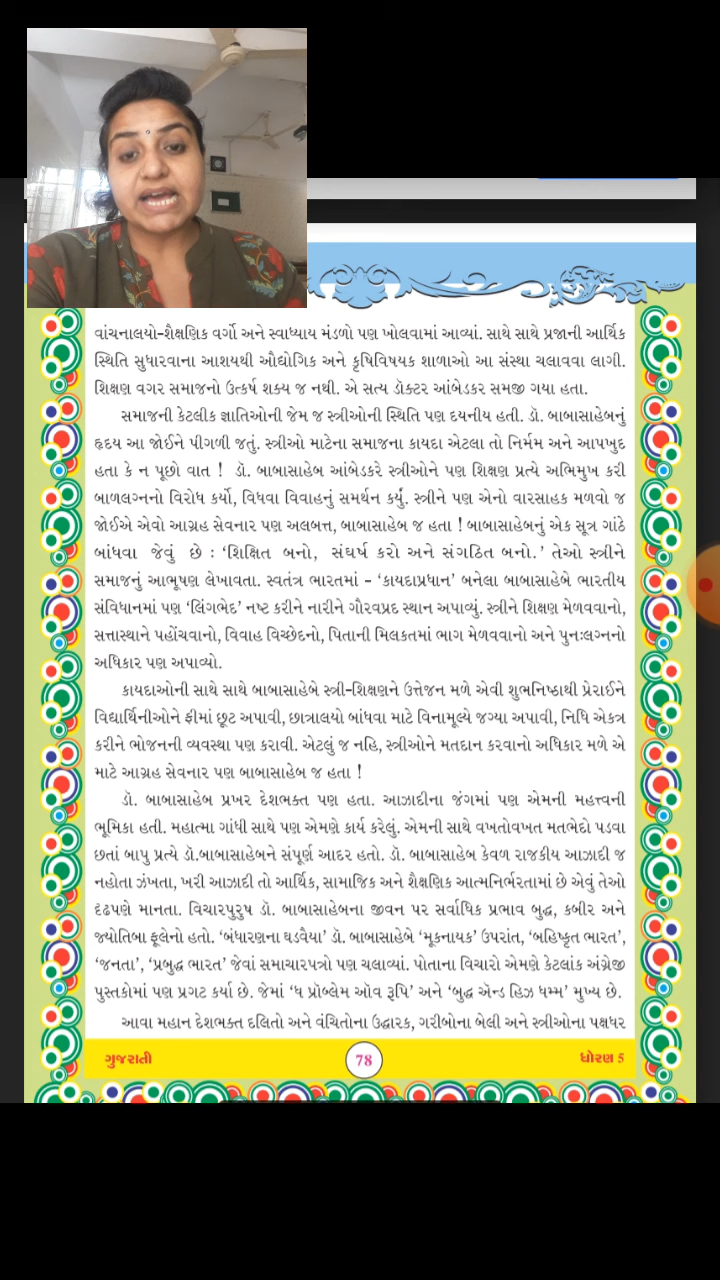 વાંચનાલયો–શૈક્ષણિક વર્ગો અને સ્વાધ્યાય મંડળો પણ ખોલવામાં આવ્યાં. સાથે સાથે પ્રજાની આર્થિક
સ્થિતિ સુધારવાના આશયથી ઔદ્યોગિક અને કૃષિવિષયક શાળાઓ આ સંસ્થા ચલાવવા લાગી.
શિક્ષણ વગર સમાજનો ઉત્કર્ષ શક્ય જ નથી. એ સત્ય ડૉક્ટર આંબેડકર સમજી ગયા હતા.
સમાજની કેટલીક જ્ઞાતિઓની જેમ જ સ્ત્રીઓની સ્થિતિ પણ દયનીય હતી. ડૉ. બાબાસાહેબનું
હૃદય આ જોઈને પીગળી જતું. સ્ત્રીઓ માટેના સમાજના કાયદા એટલા તો નિર્મમ અને આપખુદ
હતા કે ન પૂછો વાત ! ડૉ. બાબાસાહેબ આંબેડકરે સ્ત્રીઓને પણ શિક્ષણ પ્રત્યે અભિમુખ કરી
બાળલગ્નનો વિરોધ કર્યો, વિધવા વિવાહનું સમર્થન કર્યું. સ્ત્રીને પણ એનો વારસાહક મળવો જ
જોઈએ એવો આગ્રહ સેવનાર પણ અલબત્ત, બાબાસાહેબ જ હતા ! બાબાસાહેબનું એક સૂત્ર ગાંઠે
બાંધવા જેવું છે : ‘શિક્ષિત બનો, સંઘર્ષ કરો અને સંગઠિત બનો.’ તેઓ સ્ત્રીને
સમાજનું આભૂષણ લેખાવતા. સ્વતંત્ર ભારતમાં – ‘કાયદાપ્રધાન’ બનેલા બાબાસાહેબે ભારતીય
સંવિધાનમાં પણ ‘લિંગભેદ’ નષ્ટ કરીને નારીને ગૌરવપ્રદ સ્થાન અપાવ્યું. સ્ત્રીને શિક્ષણ મેળવવાનો,
સત્તાસ્થાને પહોંચવાનો, વિવાહ વિચ્છેદનો, પિતાની મિલકતમાં ભાગ મેળવવાનો અને પુનઃલગ્નનો
અધિકાર પણ અપાવ્યો.
કાયદાઓની સાથે સાથે બાબાસાહેબે સ્ત્રી–શિક્ષણને ઉત્તેજન મળે એવી શુભનિષ્ઠાથી પ્રેરાઈને
વિદ્યાર્થિનીઓને ફીમાં છૂટ અપાવી, છાત્રાલયો બાંધવા માટે વિનામૂલ્યે જગ્યા અપાવી, નિધિ એકત્ર
કરીને ભોજનની વ્યવસ્થા પણ કરાવી. એટલું જ નહિ, સ્ત્રીઓને મતદાન કરવાનો અધિકાર મળે એ
માટે આગ્રહ સેવનાર પણ બાબાસાહેબ જ હતા !
ડૉ. બાબાસાહેબ પ્રખર દેશભક્ત પણ હતા. આઝાદીના જંગમાં પણ એમની મહત્ત્વની
ભૂમિકા હતી. મહાત્મા ગાંધી સાથે પણ એમણે કાર્ય કરેલું. એમની સાથે વખતોવખત મતભેદો પડવા
છતાં બાપુ પ્રત્યે ડૉ.બાબાસાહેબને સંપૂર્ણ આદર હતો. ડૉ. બાબાસાહેબ કેવળ રાજકીય આઝાદી જ
નહોતા ઝંખતા, ખરી આઝાદી તો આર્થિક, સામાજિક અને શૈક્ષણિક આત્મનિર્ભરતામાં છે એવું તેઓ
દૃઢપણે માનતા. વિચારપુરુષ ડૉ. બાબાસાહેબના જીવન પર સર્વાધિક પ્રભાવ બુદ્ધ, કબીર અને
જ્યોતિબા ફૂલેનો હતો. ‘બંધારણના ઘડવૈયા’ ડૉ. બાબાસાહેબે ‘મૂકનાયક’ ઉપરાંત, ‘બહિષ્કૃત ભારત’,
‘જનતા’, ‘પ્રબુદ્ધ ભારત’ જેવાં સમાચારપત્રો પણ ચલાવ્યાં. પોતાના વિચારો એમણે કેટલાંક અંગ્રેજી
પુસ્તકોમાં પણ પ્રગટ કર્યા છે. જેમાં ‘ધ પ્રૉબ્લેમ ઑવ રૂપિ’ અને ‘બુદ્ધ ઍન્ડ હિઝ ધમ્મ’ મુખ્ય છે.
આવા મહાન દેશભક્ત દલિતો અને વંચિતોના ઉદ્ધારક, ગરીબોના બેલી અને સ્ત્રીઓના પક્ષધર
ગુજરાતી 78 ધોરણ 5